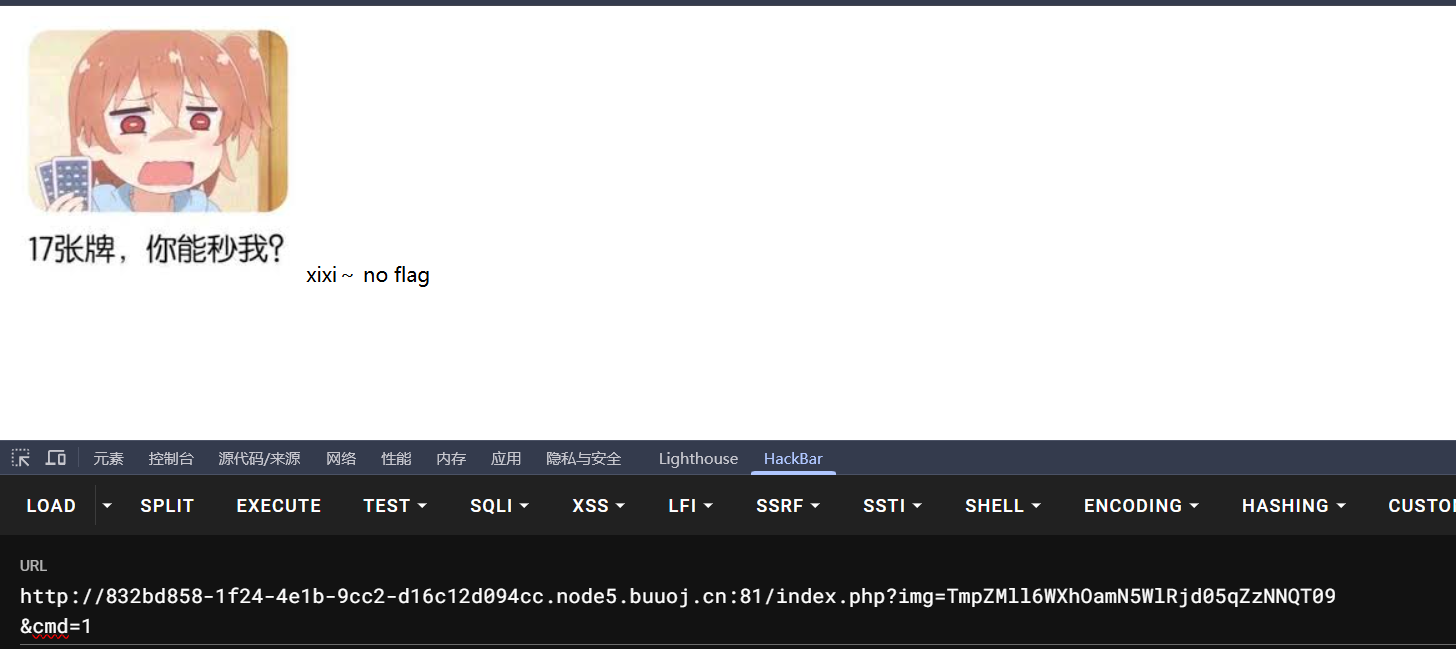 17张牌，你能秒我？
xixi～ no flag
元素 控制台 源代码/来源 网络 性能 内存 应用 隐私与安全 Lighthouse HackBar
LOAD SPLIT EXECUTE TEST SQLI XSS LFI SSRF SSTI SHELL ENCODING HASHING CUSTOM
URL
http://832bd858-1f24-4e1b-9cc2-d16c12d094cc.node5.buuoj.cn:81/index.php?img=TmpZMll6WXhOamN5WlRjd05qZzNNQT09
&cmd=1